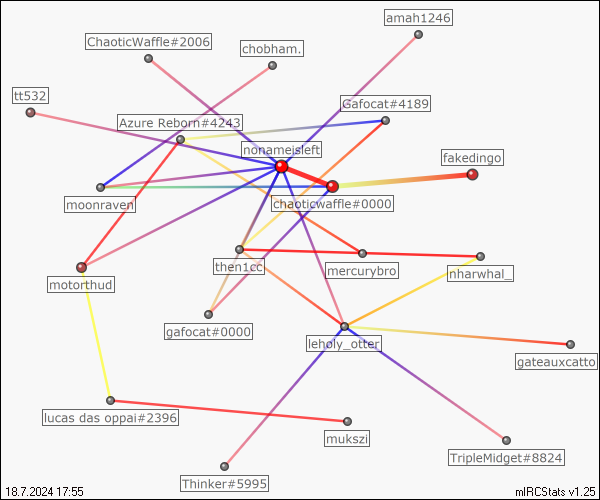 amah1246
ChaoticWaffle#2006
chobham.
tt532
Gafocat#4189
Azure Reborn#4243
nonameisleft
fakedingo
moonraven
chaoticwaffle#0000
then1cc
mercurybro
nharwhal_
motorthud
gafocat#0000
leholy_otter
gateauxcatto
lucas das oppai#2396
mukszi
TripleMidget#8824
Thinker#5995
18.7.2024 17:55
mIRCStats v1.25